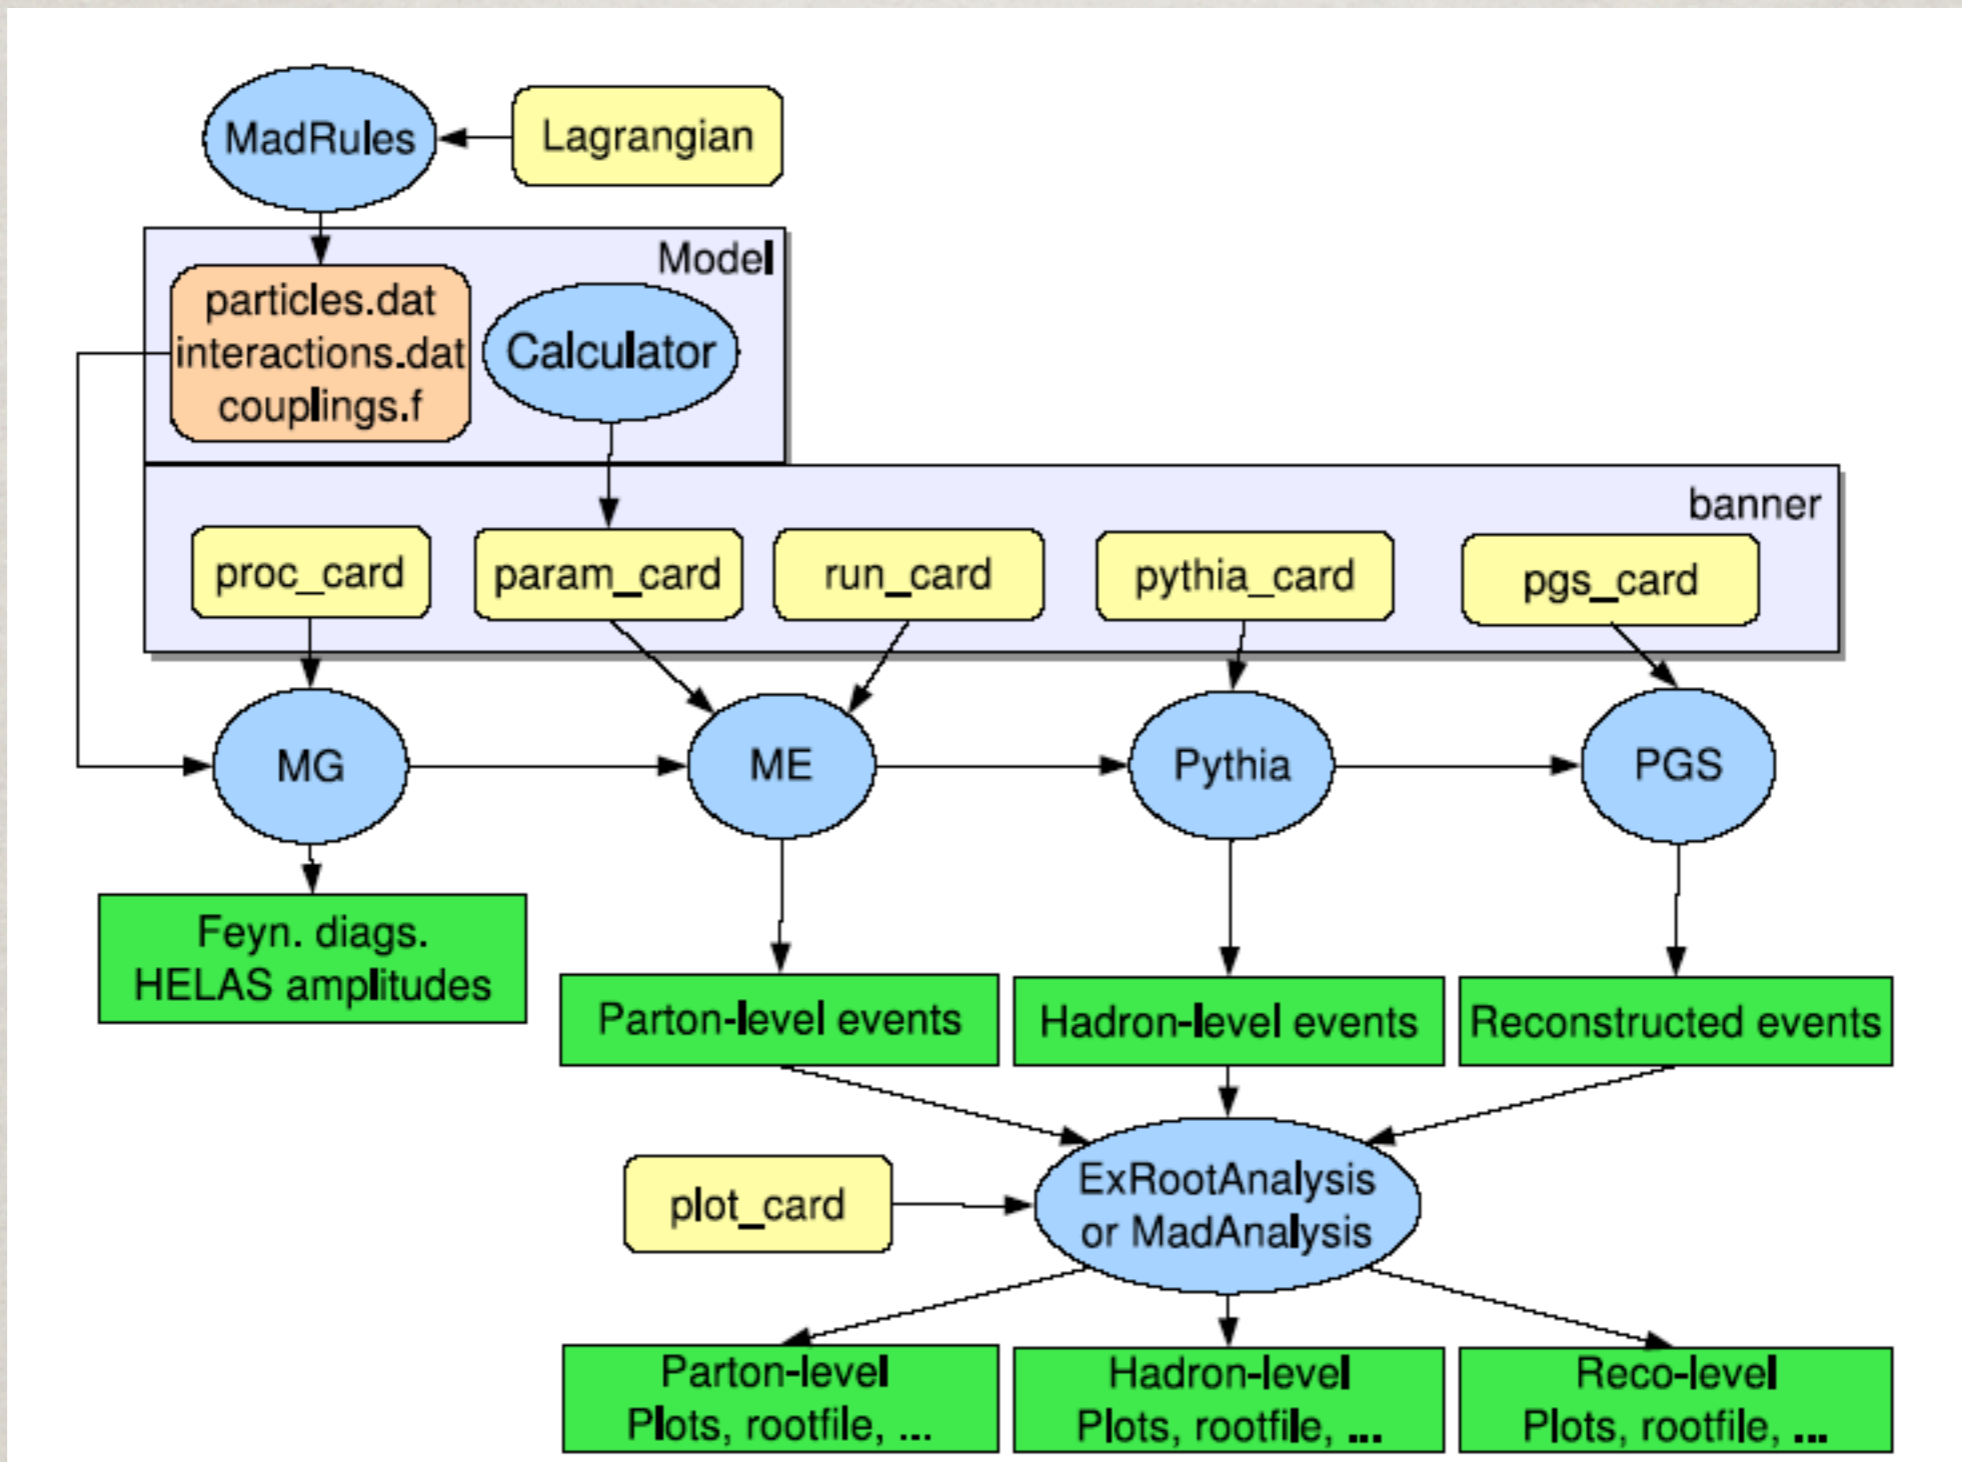 MadRules
Lagrangian
Model
particles.dat
interactions.dat
couplings.f
Calculator
banner
proc_card
param_card
run_card
pythia_card
pgs_card
MG
ME
Pythia
PGS
Feyn. diags.
HELAS amplitudes
Parton-level events
Hadron-level events
Reconstructed events
plot_card
ExRootAnalysis
or MadAnalysis
Parton-level
Plots, rootfile, ...
Hadron-level
Plots, rootfile, ...
Reco-level
Plots, rootfile, ...